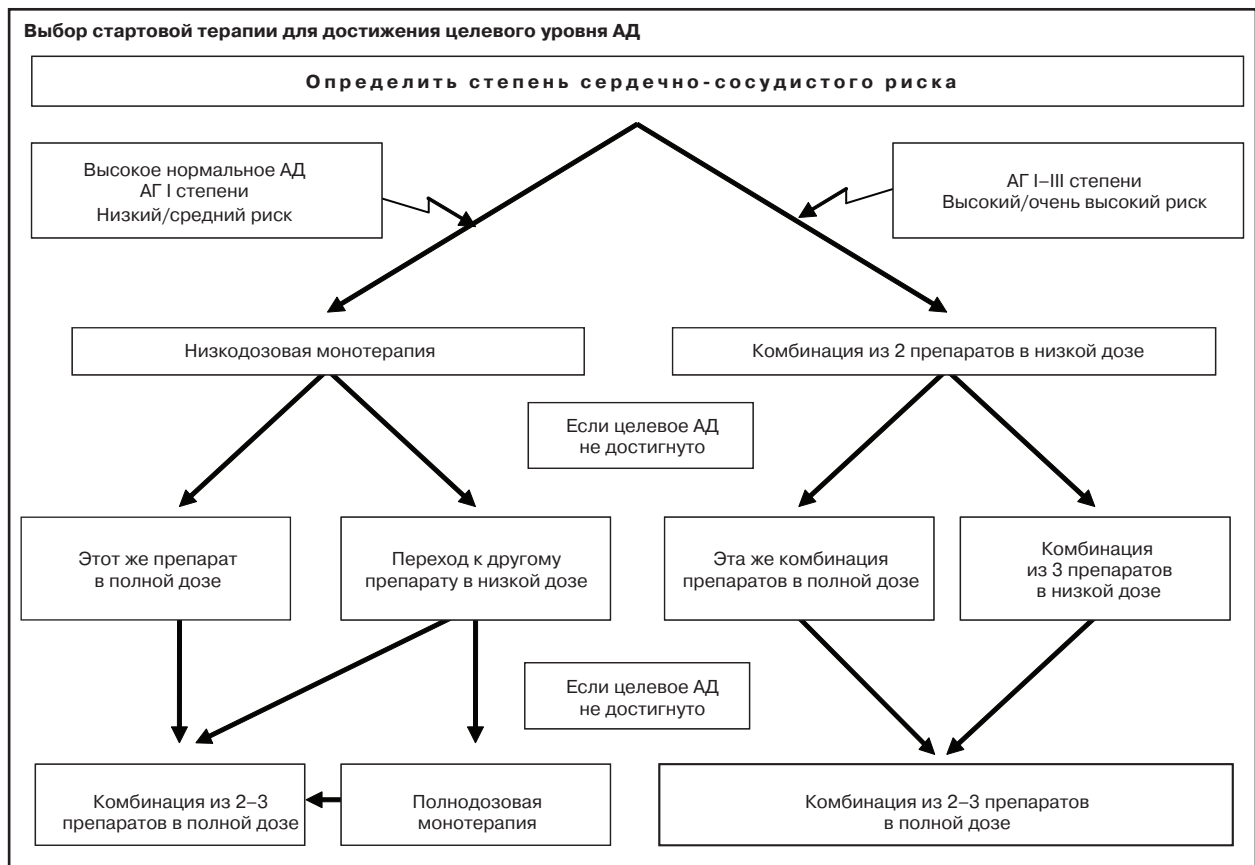 Выбор стартовой терапии для достижения целевого уровня АД
Определить степень сердечно-сосудистого риска
Высокое нормальное АД
АГ I степени
Низкий/средний риск
АГ I–III степени
Высокий/очень высокий риск
Низкодозовая монотерапия
Комбинация из 2 препаратов в низкой дозе
Если целевое АД
не достигнуто
Этот же препарат
в полной дозе
Переход к другому
препарату в низкой дозе
Эта же комбинация
препаратов в полной дозе
Комбинация
из 3 препаратов
в низкой дозе
Если целевое АД
не достигнуто
Комбинация из 2–3
препаратов в полной дозе
Полнодозовая
монотерапия
Комбинация из 2–3 препаратов
в полной дозе